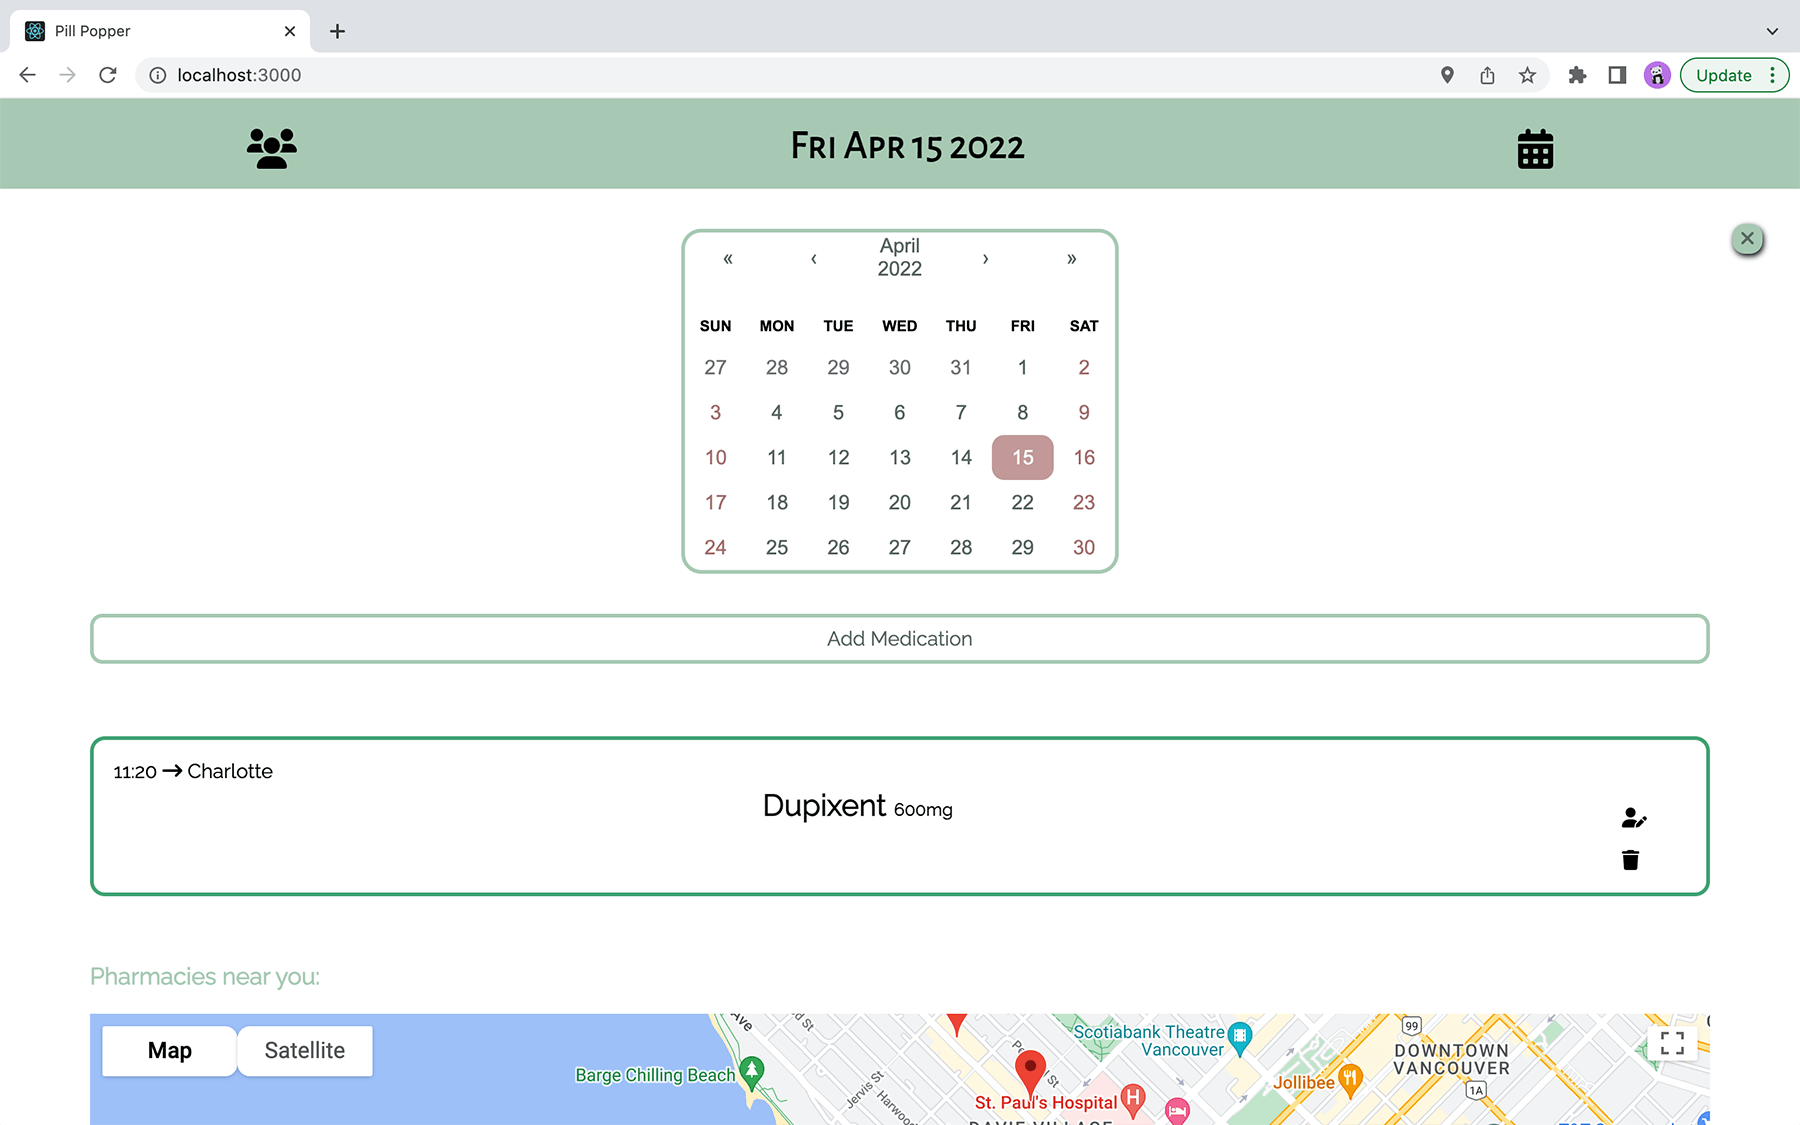 Pill Popper
localhost:3000
Update
Fri Apr 15 2022
« ‹ April 2022 › »
SUN MON TUE WED THU FRI SAT
27 28 29 30 31 1 2
3 4 5 6 7 8 9
10 11 12 13 14 15 16
17 18 19 20 21 22 23
24 25 26 27 28 29 30
Add Medication
11:20 → Charlotte
Dupixent 600mg
Pharmacies near you:
Map
Satellite
Ave
Barge Chilling Beach
Jervis St
Scotiabank Theatre
Vancouver
St. Paul's Hospital
H
DAVIE VILLAGE
99
DOWNTOWN
VANCOUVER
1A
Jollibee